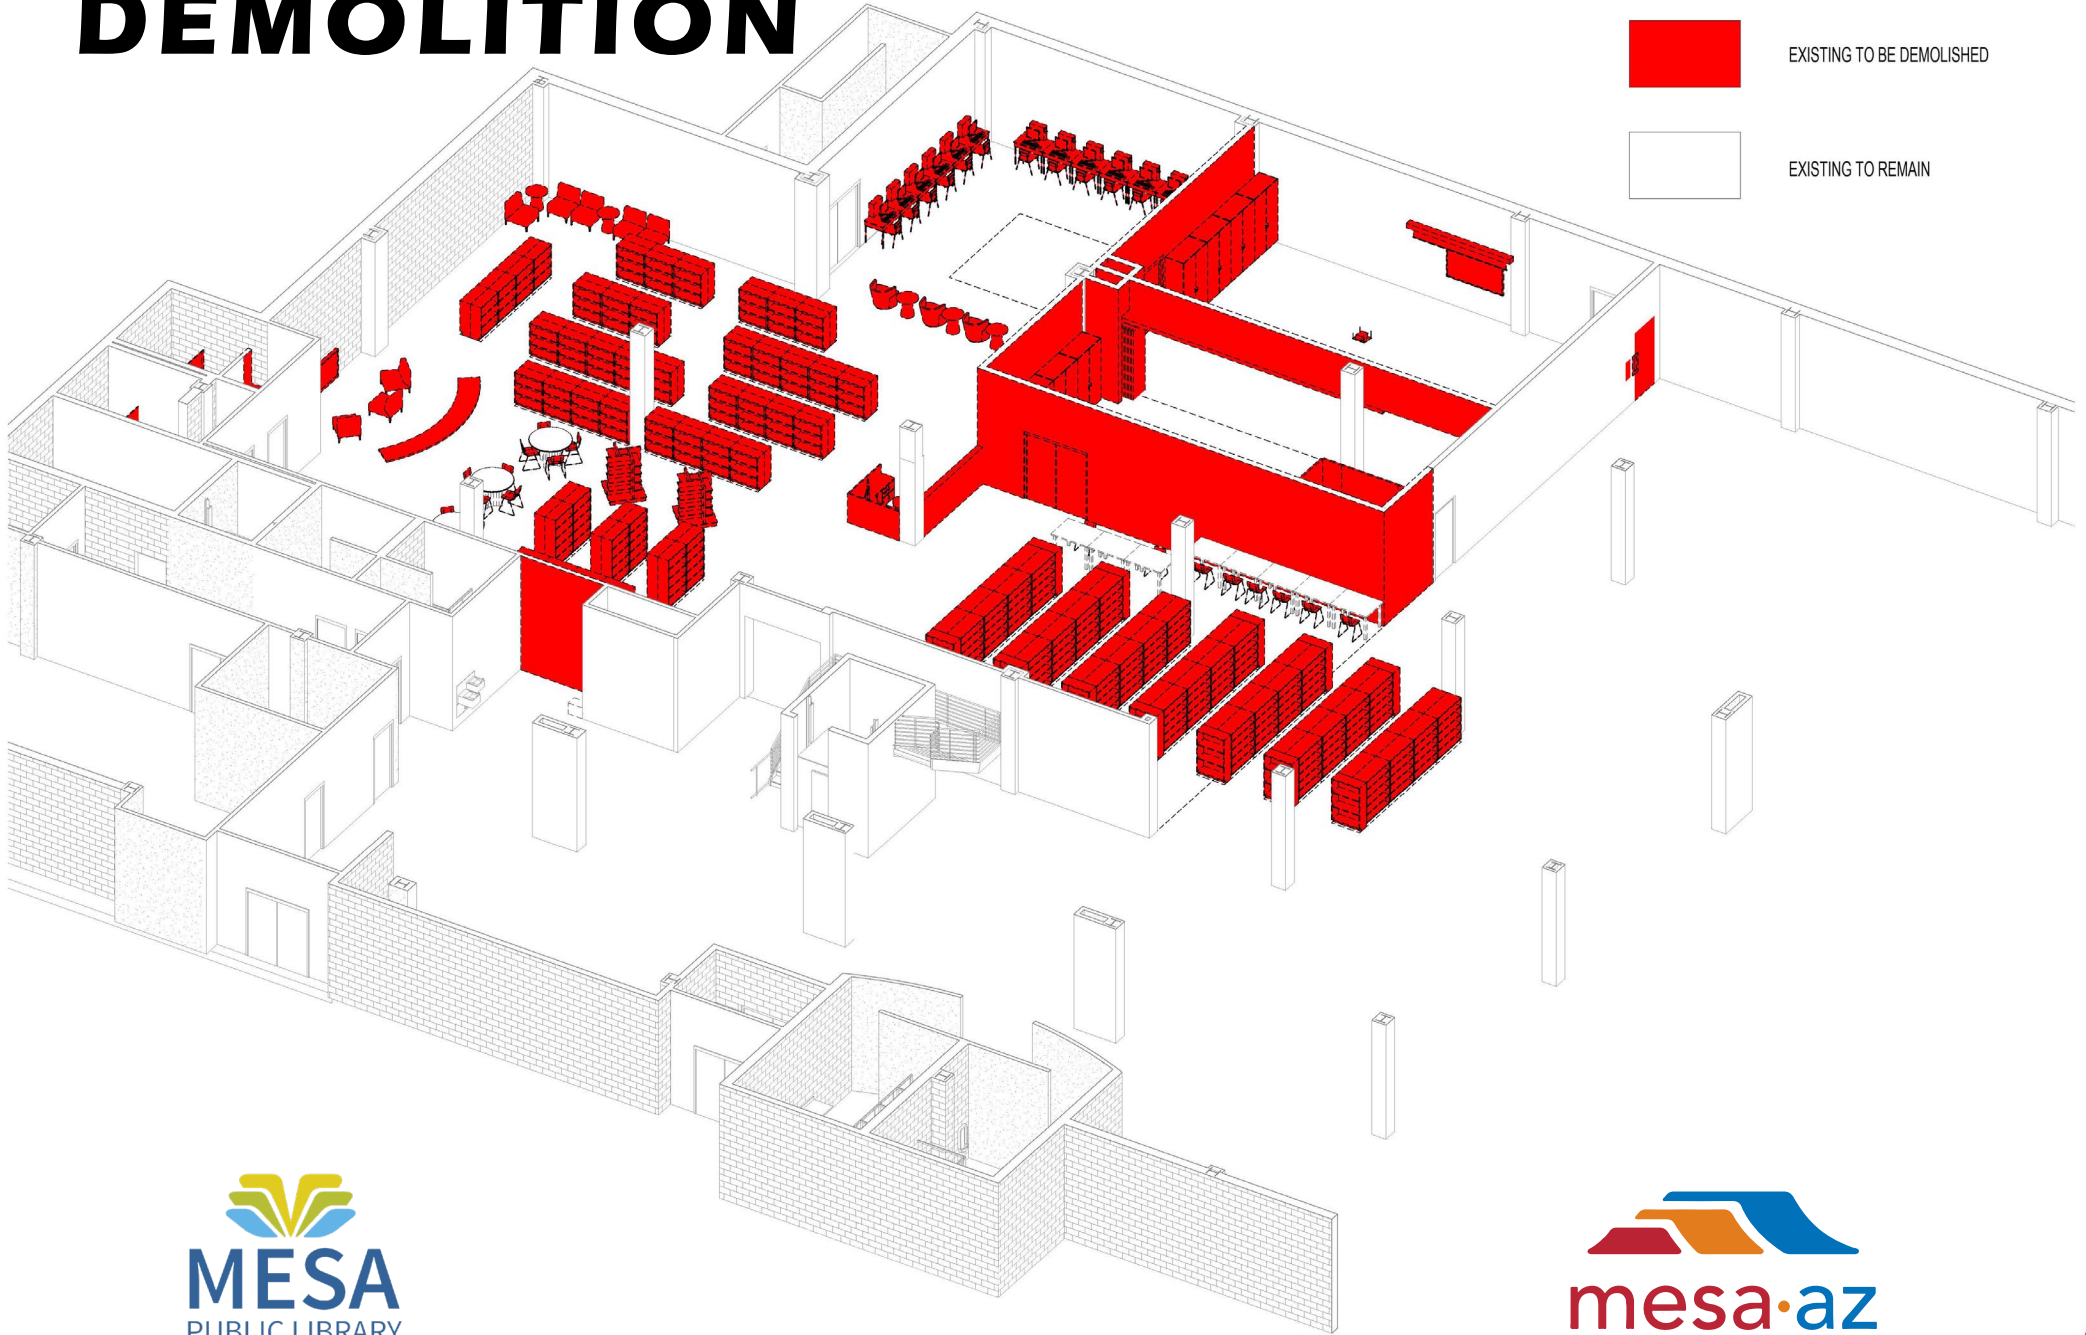 DEMOLITION
EXISTING TO BE DEMOLISHED
EXISTING TO REMAIN
MESA
PUBLIC LIBRARY
mesa·az